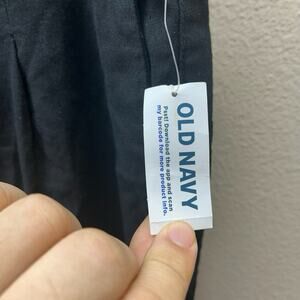 OLD NAVY
Psst! Download the app and scan
my barcode for more product info.